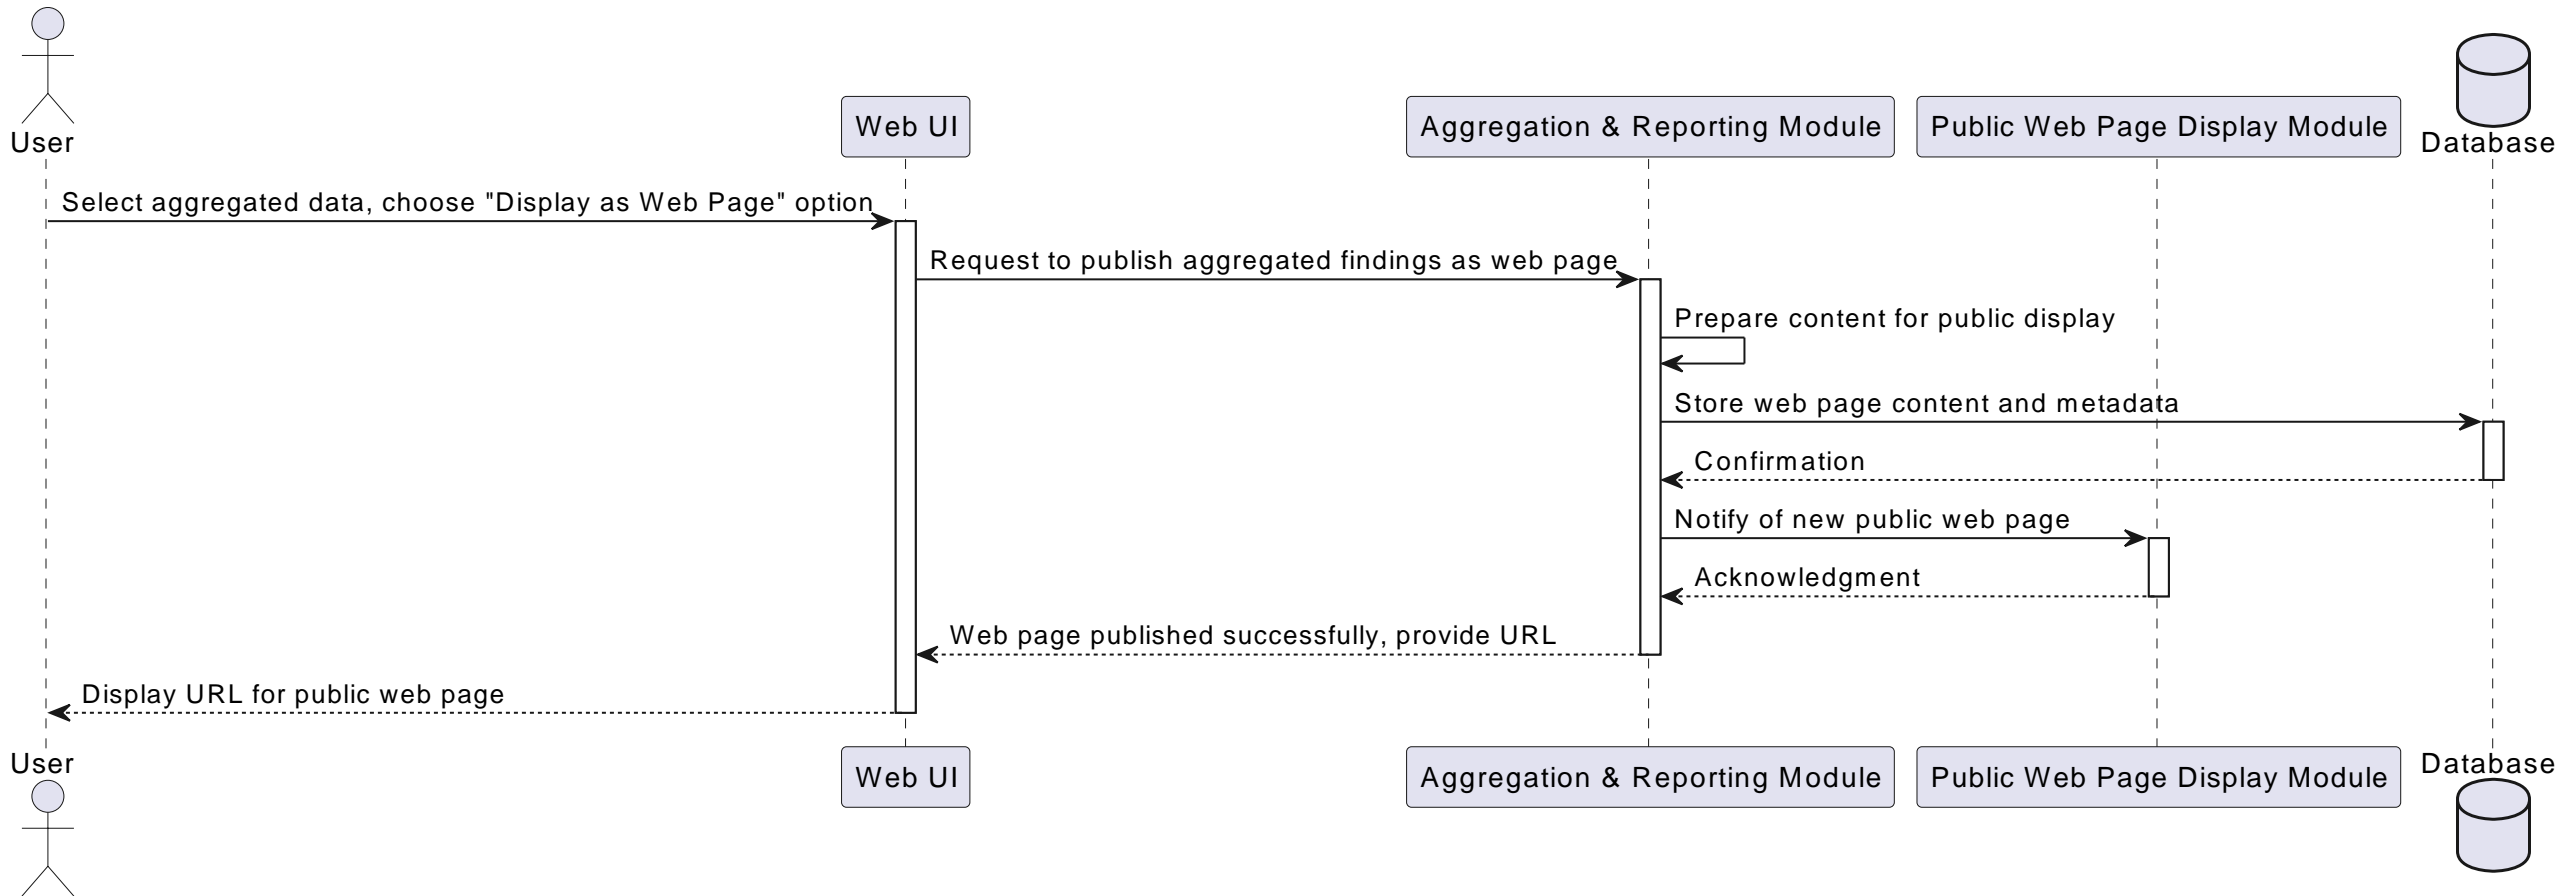 User
Web UI
Aggregation & Reporting Module
Public Web Page Display Module
Database
Select aggregated data, choose "Display as Web Page" option
Request to publish aggregated findings as web page
Prepare content for public display
Store web page content and metadata
Confirmation
Notify of new public web page
Acknowledgment
Web page published successfully, provide URL
Display URL for public web page
User
Web UI
Aggregation & Reporting Module
Public Web Page Display Module
Database